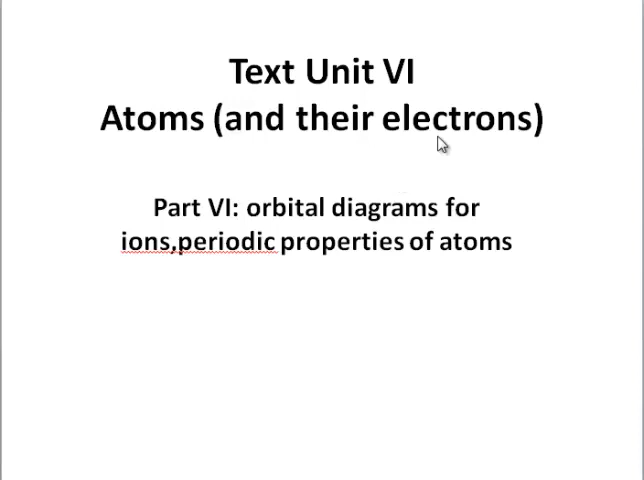 Text Unit VI
Atoms (and their electrons)
Part VI: orbital diagrams for
ions,periodic properties of atoms